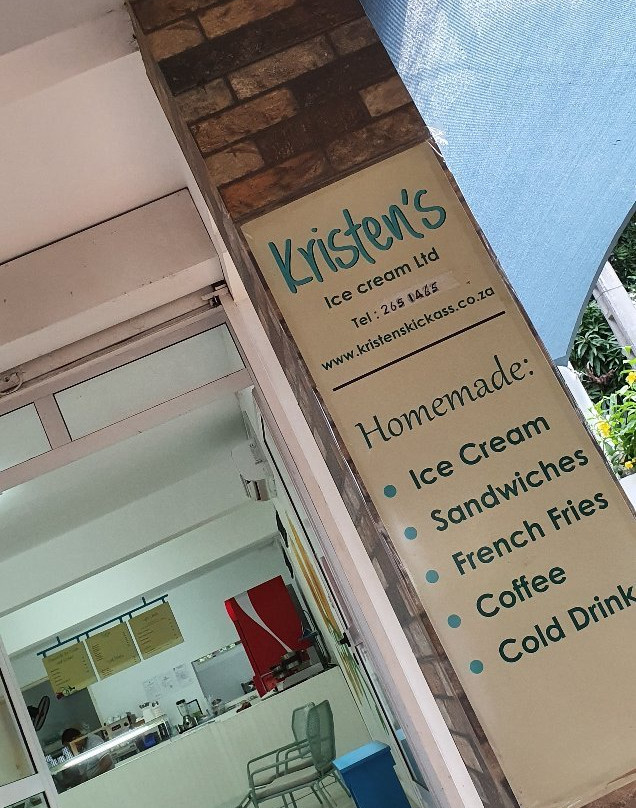 Kristen's
Ice cream Ltd
Tel : 265 1465
www.kristenskickass.co.za
Homemade:
Ice Cream
Sandwiches
French Fries
Coffee
Cold Drink